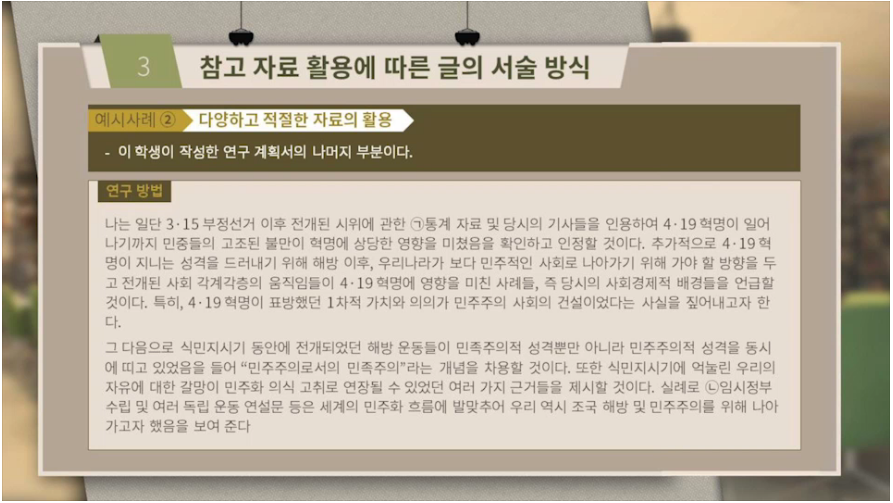 3
참고 자료 활용에 따른 글의 서술 방식
예시사례 ② 다양하고 적절한 자료의 활용
- 이 학생이 작성한 연구 계획서의 나머지 부분이다.
연구 방법
나는 일단 3·15 부정선거 이후 전개된 시위에 관한 ㉠통계 자료 및 당시의 기사들을 인용하여 4·19 혁명이 일어
나기까지 민중들의 고조된 불만이 혁명에 상당한 영향을 미쳤음을 확인하고 인정할 것이다. 추가적으로 4·19 혁
명이 지니는 성격을 드러내기 위해 해방 이후, 우리나라가 보다 민주적인 사회로 나아가기 위해 가야 할 방향을 두
고 전개된 사회 각계각층의 움직임들이 4·19 혁명에 영향을 미친 사례들, 즉 당시의 사회경제적 배경들을 언급할
것이다. 특히, 4·19 혁명이 표방했던 1차적 가치와 의의가 민주주의 사회의 건설이었다는 사실을 짚어내고자 한
다.
그 다음으로 식민지시기 동안에 전개되었던 해방 운동들이 민족주의적 성격뿐만 아니라 민주주의적 성격을 동시
에 띠고 있었음을 들어 “민주주의로서의 민족주의”라는 개념을 차용할 것이다. 또한 식민지시기에 억눌린 우리의
자유에 대한 갈망이 민주화 의식 고취로 연장될 수 있었던 여러 가지 근거들을 제시할 것이다. 실례로 ㉡임시정부
수립 및 여러 독립 운동 연설문 등은 세계의 민주화 흐름에 발맞추어 우리 역시 조국 해방 및 민주주의를 위해 나아
가고자 했음을 보여 준다